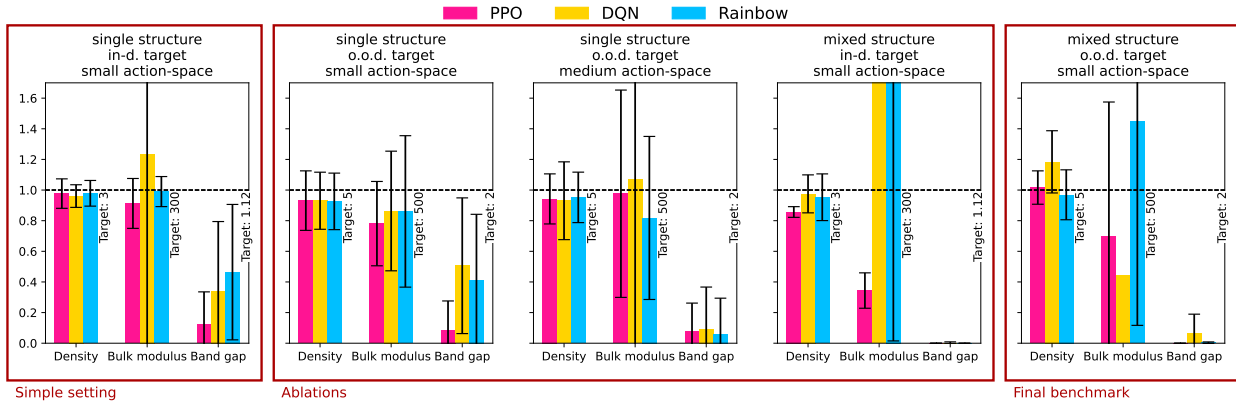 PPO DQN Rainbow
single structure
in-d. target
small action-space
single structure
o.o.d. target
small action-space
single structure
o.o.d. target
medium action-space
mixed structure
in-d. target
small action-space
mixed structure
o.o.d. target
small action-space
1.6
1.4
1.2
1.0
0.8
0.6
0.4
0.2
0.0
Target: 3
Target: 300
Target: 1.12
Density Bulk modulus Band gap
Target: 5
Target: 500
Target: 2
Density Bulk modulus Band gap
Target: 5
Target: 500
Target: 2
Density Bulk modulus Band gap
Target: 3
Target: 300
Target: 1.12
Density Bulk modulus Band gap
Target: 5
Target: 500
Target: 2
Density Bulk modulus Band gap
Simple setting
Ablations
Final benchmark